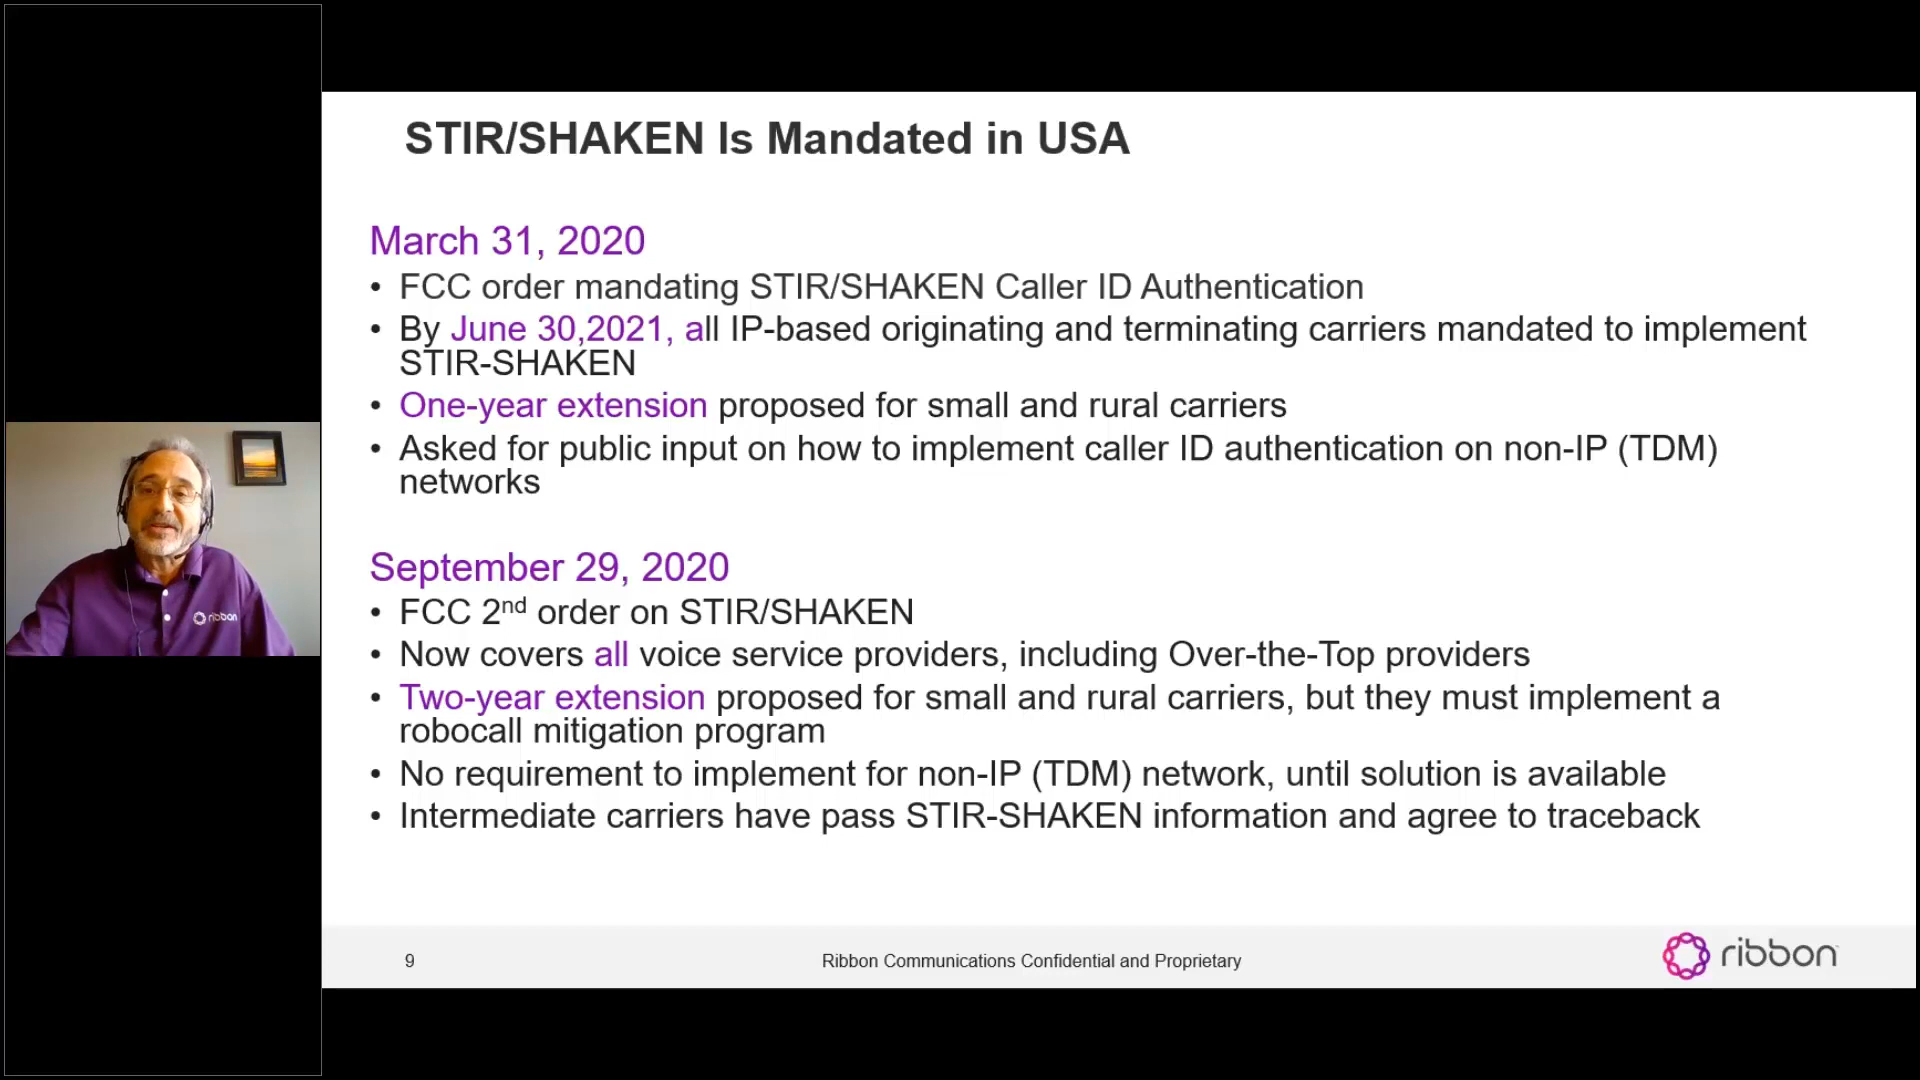 STIR/SHAKEN Is Mandated in USA
March 31, 2020
• FCC order mandating STIR/SHAKEN Caller ID Authentication
• By June 30,2021, all IP-based originating and terminating carriers mandated to implement
STIR-SHAKEN
• One-year extension proposed for small and rural carriers
• Asked for public input on how to implement caller ID authentication on non-IP (TDM)
networks
September 29, 2020
• FCC 2nd order on STIR/SHAKEN
• Now covers all voice service providers, including Over-the-Top providers
• Two-year extension proposed for small and rural carriers, but they must implement a
robocall mitigation program
• No requirement to implement for non-IP (TDM) network, until solution is available
• Intermediate carriers have pass STIR-SHAKEN information and agree to traceback
9
Ribbon Communications Confidential and Proprietary
ribbon
ribbon